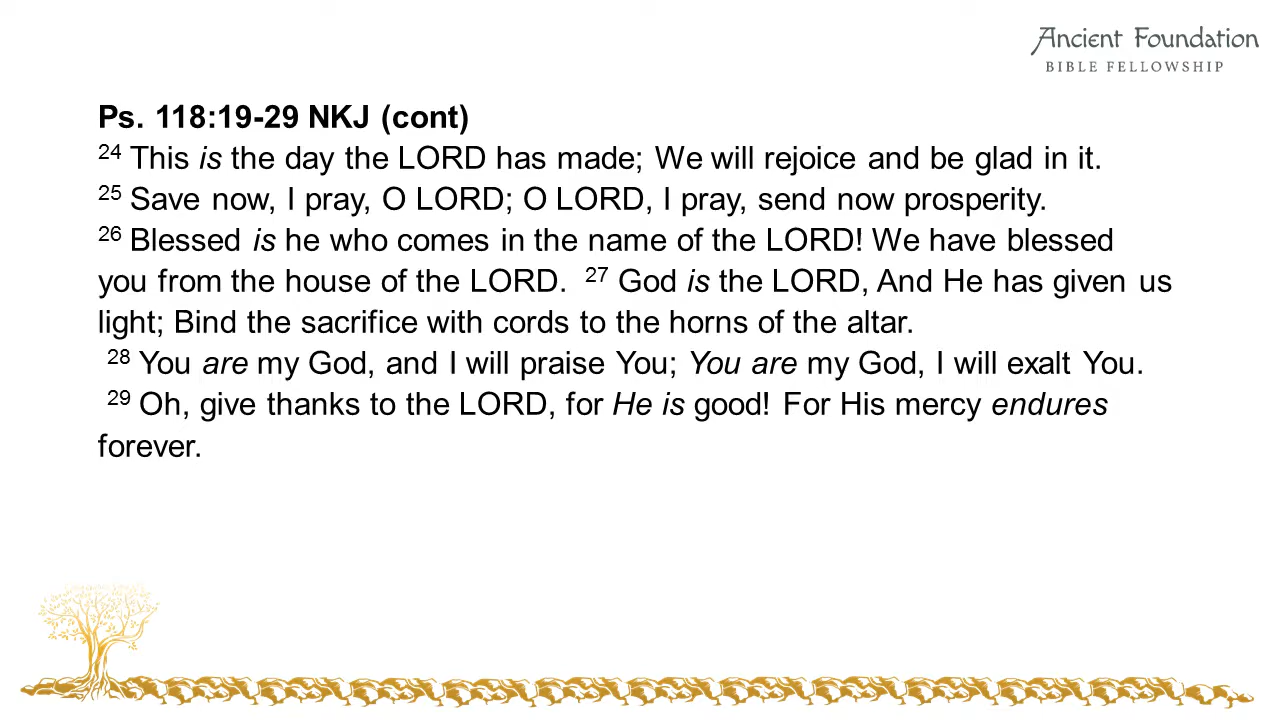 Ancient Foundation
BIBLE FELLOWSHIP
Ps. 118:19-29 NKJ (cont)
24 This is the day the LORD has made; We will rejoice and be glad in it.
25 Save now, I pray, O LORD; O LORD, I pray, send now prosperity.
26 Blessed is he who comes in the name of the LORD! We have blessed
you from the house of the LORD. 27 God is the LORD, And He has given us
light; Bind the sacrifice with cords to the horns of the altar.
28 You are my God, and I will praise You; You are my God, I will exalt You.
29 Oh, give thanks to the LORD, for He is good! For His mercy endures
forever.